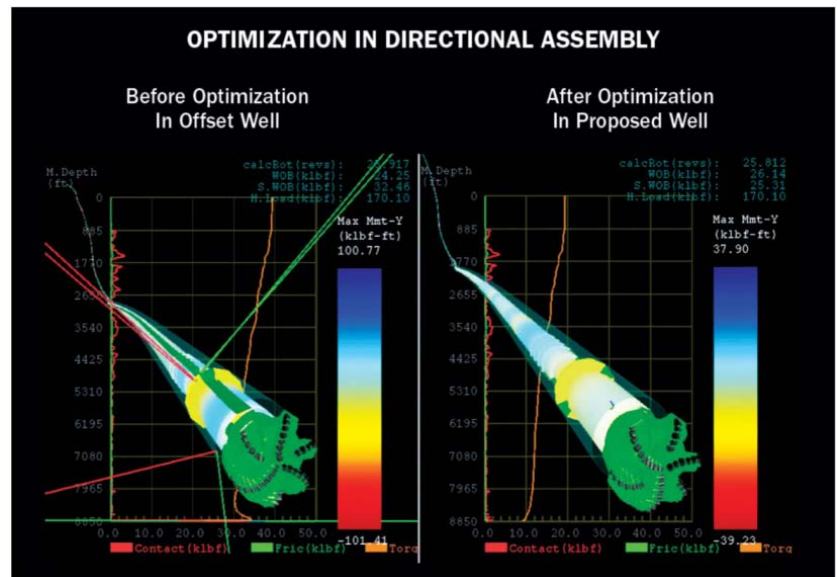 OPTIMIZATION IN DIRECTIONAL ASSEMBLY
Before Optimization
In Offset Well
M.Depth
(ft)
calcRot(revs):
WOB(klbf): 24.25
S.WOB(klbf): 32.46
H.Load(klbf): 170.10
Max Mmt-Y
(klbf-ft)
100.77
0
885
1770
3540
4425
5310
6195
7080
7965
8850
-101.41
0.0 10.0 20.0 30.0 40.0 50.0
Contact(klbf) Fric(klbf) Torq
After Optimization
In Proposed Well
M.Depth
(ft)
calcRot(revs): 25.812
WOB(klbf): 26.14
S.WOB(klbf): 25.31
H.Load(klbf): 170.10
Max Mmt-Y
(klbf-ft)
37.90
0
885
2655
3540
4425
5310
6195
7080
7965
8850
-39.23
0.0 10.0 20.0 30.0 40.0 50.0
Contact(klbf) Fric(klbf) Torq